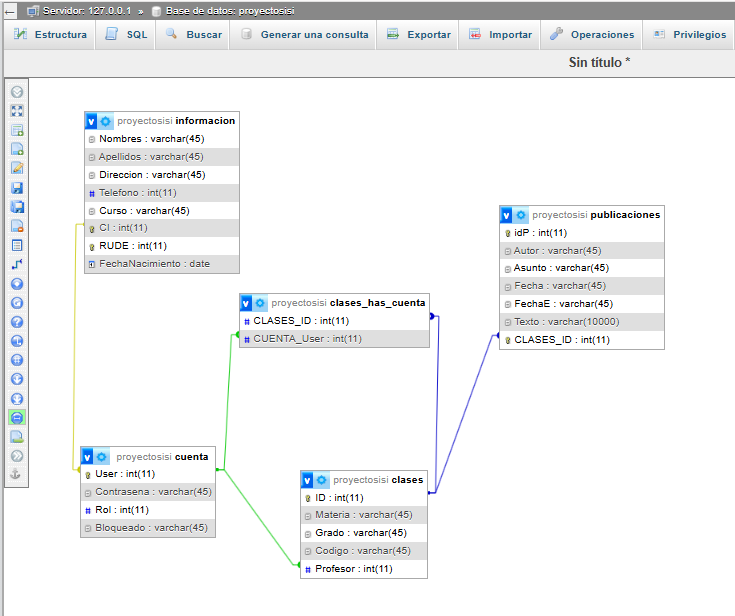 Servidor: 127.0.0.1 » Base de datos: proyectosisi
Estructura SQL Buscar Generar una consulta Exportar Importar Operaciones Privilegios
Sin título *
v proyectosisi informacion
Nombres : varchar(45)
Apellidos : varchar(45)
Direccion : varchar(45)
# Telefono : int(11)
Curso : varchar(45)
CI : int(11)
RUDE : int(11)
FechaNacimiento : date
v proyectosisi publicaciones
idP : int(11)
Autor : varchar(45)
Asunto : varchar(45)
Fecha : varchar(45)
FechaE : varchar(45)
Texto : varchar(10000)
CLASES_ID : int(11)
v proyectosisi clases_has_cuenta
# CLASES_ID : int(11)
# CUENTA_User : int(11)
v proyectosisi cuenta
User : int(11)
Contrasena : varchar(45)
# Rol : int(11)
Bloqueado : varchar(45)
v proyectosisi clases
ID : int(11)
Materia : varchar(45)
Grado : varchar(45)
Codigo : varchar(45)
# Profesor : int(11)